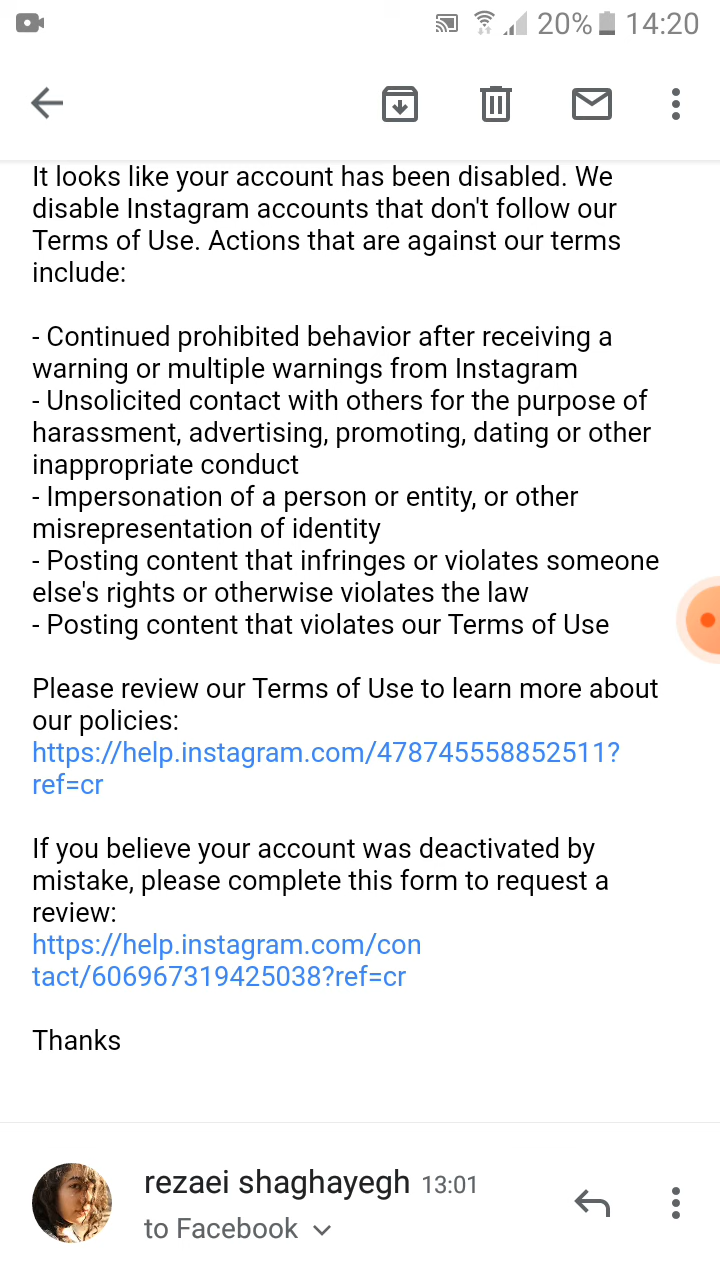 20% 14:20
It looks like your account has been disabled. We
disable Instagram accounts that don't follow our
Terms of Use. Actions that are against our terms
include:
- Continued prohibited behavior after receiving a
warning or multiple warnings from Instagram
- Unsolicited contact with others for the purpose of
harassment, advertising, promoting, dating or other
inappropriate conduct
- Impersonation of a person or entity, or other
misrepresentation of identity
- Posting content that infringes or violates someone
else's rights or otherwise violates the law
- Posting content that violates our Terms of Use
Please review our Terms of Use to learn more about
our policies:
https://help.instagram.com/478745558852511?
ref=cr
If you believe your account was deactivated by
mistake, please complete this form to request a
review:
https://help.instagram.com/con
tact/606967319425038?ref=cr
Thanks
rezaei shaghayegh 13:01
to Facebook